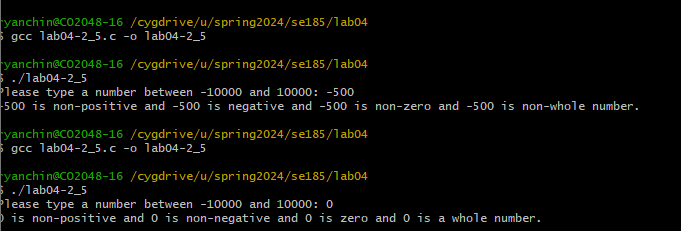 ryanchin@CO2048-16 /cygdrive/u/spring2024/se185/lab04
$ gcc lab04-2_5.c -o lab04-2_5
ryanchin@CO2048-16 /cygdrive/u/spring2024/se185/lab04
$ ./lab04-2_5
Please type a number between -10000 and 10000: -500
-500 is non-positive and -500 is negative and -500 is non-zero and -500 is non-whole number.
ryanchin@CO2048-16 /cygdrive/u/spring2024/se185/lab04
$ gcc lab04-2_5.c -o lab04-2_5
ryanchin@CO2048-16 /cygdrive/u/spring2024/se185/lab04
$ ./lab04-2_5
Please type a number between -10000 and 10000: 0
0 is non-positive and 0 is non-negative and 0 is zero and 0 is a whole number.